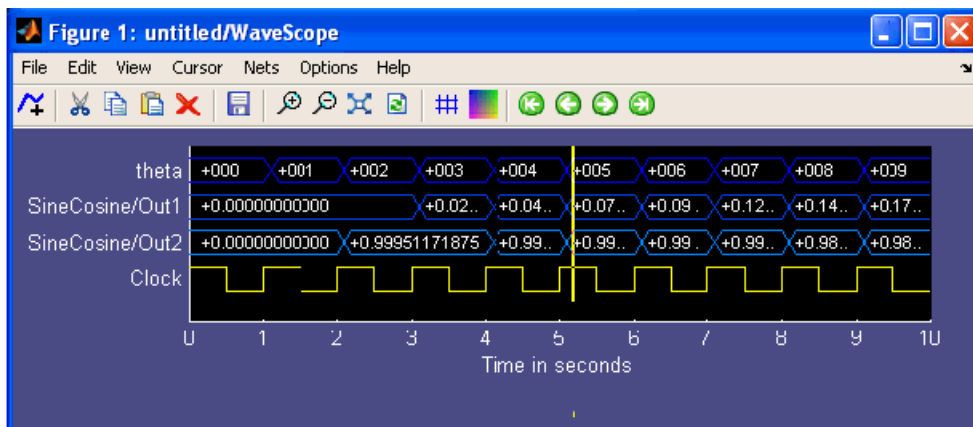 Figure 1: untitled/WaveScope
File Edit View Cursor Nets Options Help
theta +000 +001 +002 +003 +004 +005 +006 +007 +008 +009
SineCosine/Out1 +0.00000000000 +0.02.. +0.04.. +0.07.. +0.09 . +0.12.. +0.14.. +0.17..
SineCosine/Out2 +0.00000000000 +0.99951171875 +0.99.. +0.99.. +0.99 . +0.99.. +0.98.. +0.98..
Clock
0 1 2 3 4 5 6 7 8 9 10
Time in seconds